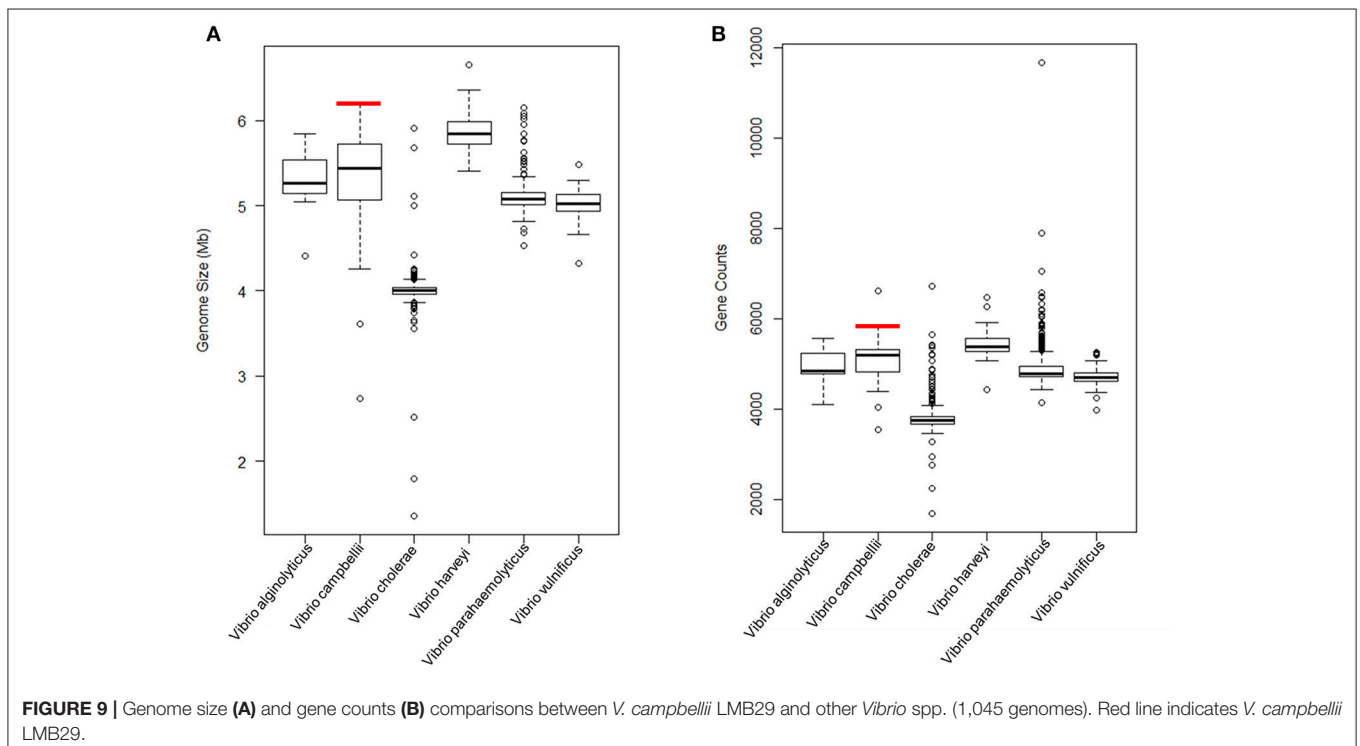 A
Genome Size (Mb)
6
5
4
3
2
Vibrio alginolyticus
Vibrio campbellii
Vibrio cholerae
Vibrio harveyi
Vibrio parahaemolyticus
Vibrio vulnificus
B
Gene Counts
12000
10000
8000
6000
4000
2000
Vibrio alginolyticus
Vibrio campbellii
Vibrio cholerae
Vibrio harveyi
Vibrio parahaemolyticus
Vibrio vulnificus
FIGURE 9 | Genome size (A) and gene counts (B) comparisons between V. campbellii LMB29 and other Vibrio spp. (1,045 genomes). Red line indicates V. campbellii
LMB29.